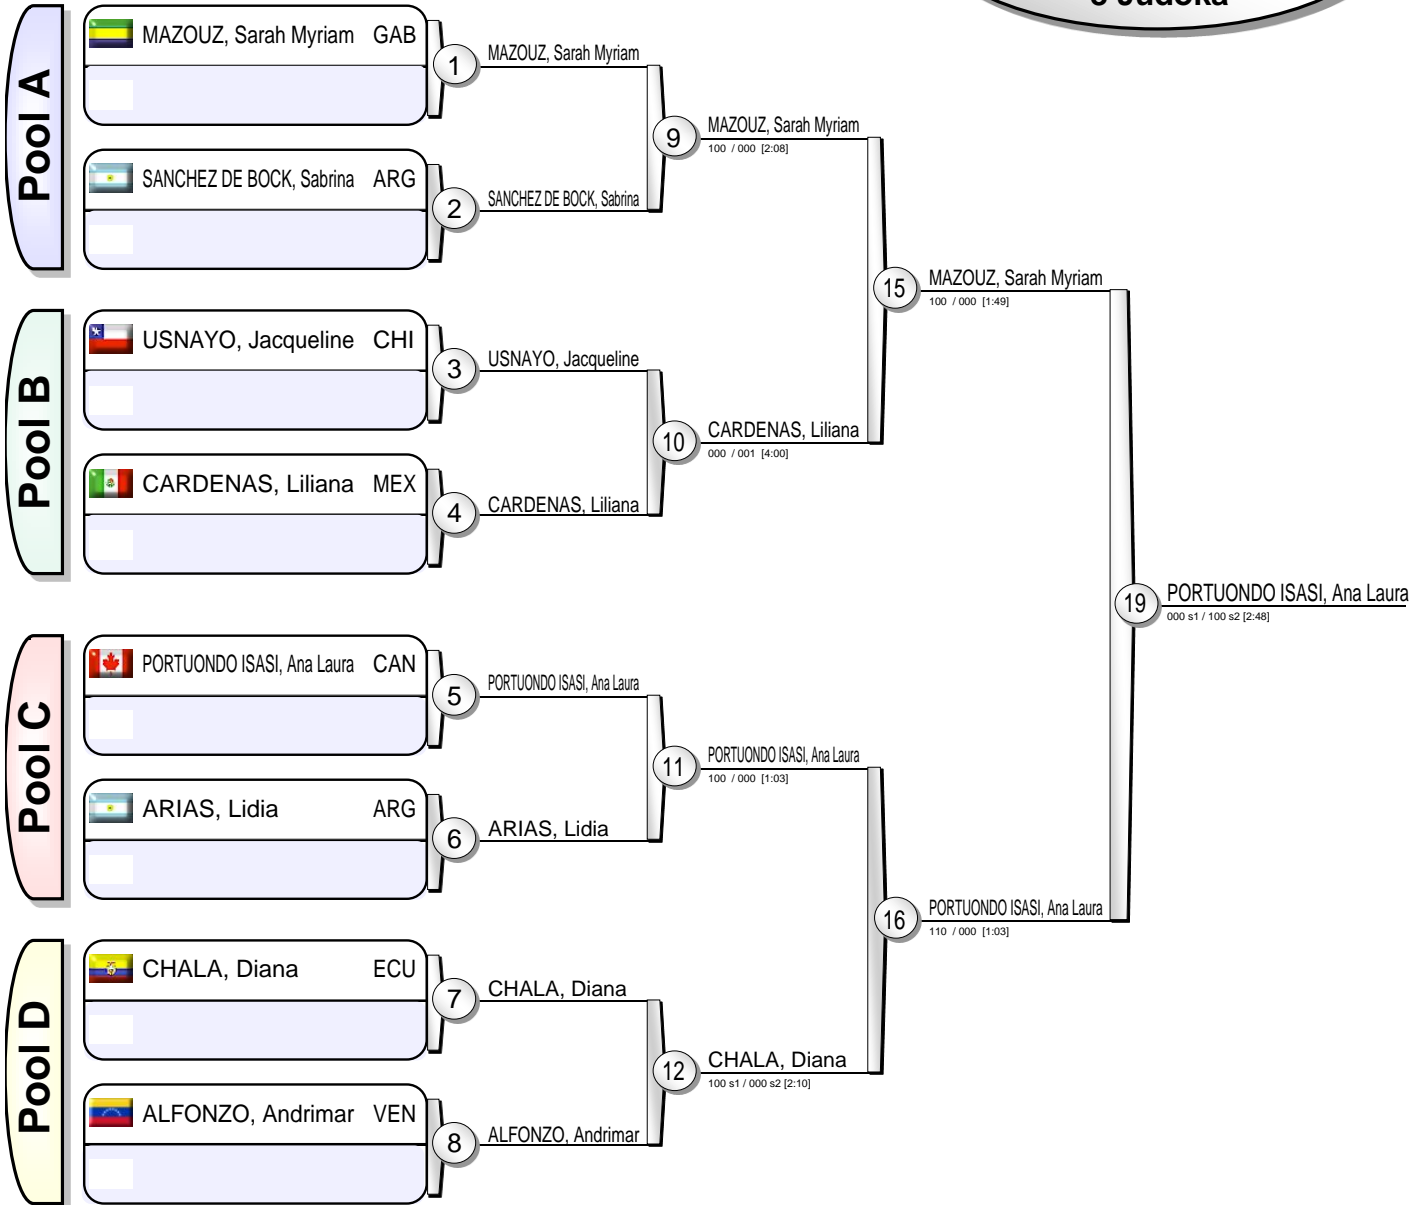 Judoka
Pool A
MAZOUZ, Sarah Myriam GAB
SANCHEZ DE BOCK, Sabrina ARG
1
MAZOUZ, Sarah Myriam
2
SANCHEZ DE BOCK, Sabrina
9
MAZOUZ, Sarah Myriam
100 / 000 [2:08]
Pool B
USNAYO, Jacqueline CHI
CARDENAS, Liliana MEX
3
USNAYO, Jacqueline
4
CARDENAS, Liliana
10
CARDENAS, Liliana
000 / 001 [4:00]
15
MAZOUZ, Sarah Myriam
100 / 000 [1:49]
Pool C
PORTUONDO ISASI, Ana Laura CAN
ARIAS, Lidia ARG
5
PORTUONDO ISASI, Ana Laura
6
ARIAS, Lidia
11
PORTUONDO ISASI, Ana Laura
100 / 000 [1:03]
Pool D
CHALA, Diana ECU
ALFONZO, Andrimar VEN
7
CHALA, Diana
8
ALFONZO, Andrimar
12
CHALA, Diana
100 s1 / 000 s2 [2:10]
16
PORTUONDO ISASI, Ana Laura
110 / 000 [1:03]
19
PORTUONDO ISASI, Ana Laura
000 s1 / 100 s2 [2:48]